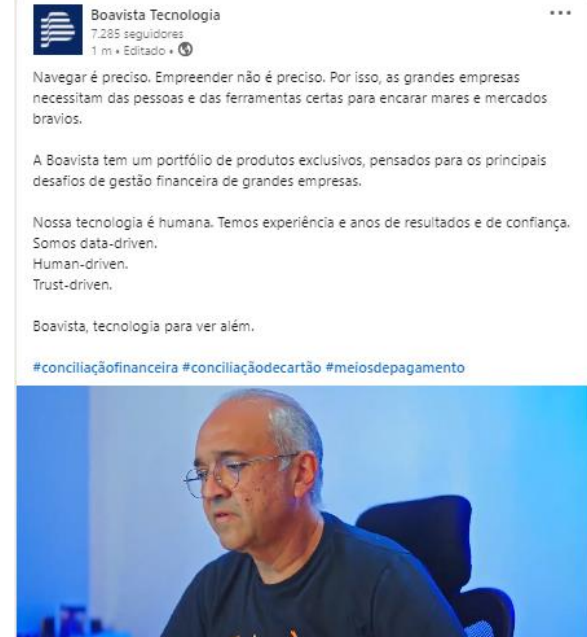 Boavista Tecnologia
7.285 seguidores
1 m • Editado •
Navegar é preciso. Empreender não é preciso. Por isso, as grandes empresas
necessitam das pessoas e das ferramentas certas para encarar mares e mercados
bravios.
A Boavista tem um portfólio de produtos exclusivos, pensados para os principais
desafios de gestão financeira de grandes empresas.
Nossa tecnologia é humana. Temos experiência e anos de resultados e de confiança.
Somos data-driven.
Human-driven.
Trust-driven.
Boavista, tecnologia para ver além.
#conciliaçãofinanceira #conciliaçãodecartão #meiosdepagamento